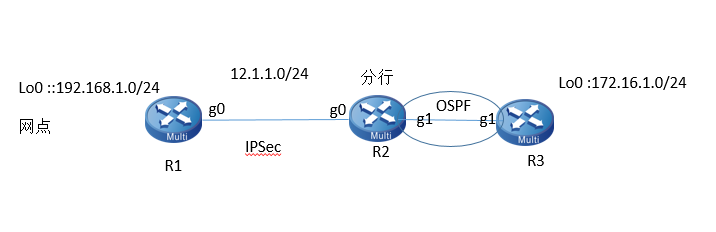 12.1.1.0/24
分行
Lo0 :172.16.1.0/24
Lo0 ::192.168.1.0/24
g0
g0
OSPF
g1
g1
网点
Multi
Multi
Multi
IPSec
R1
R2
R3